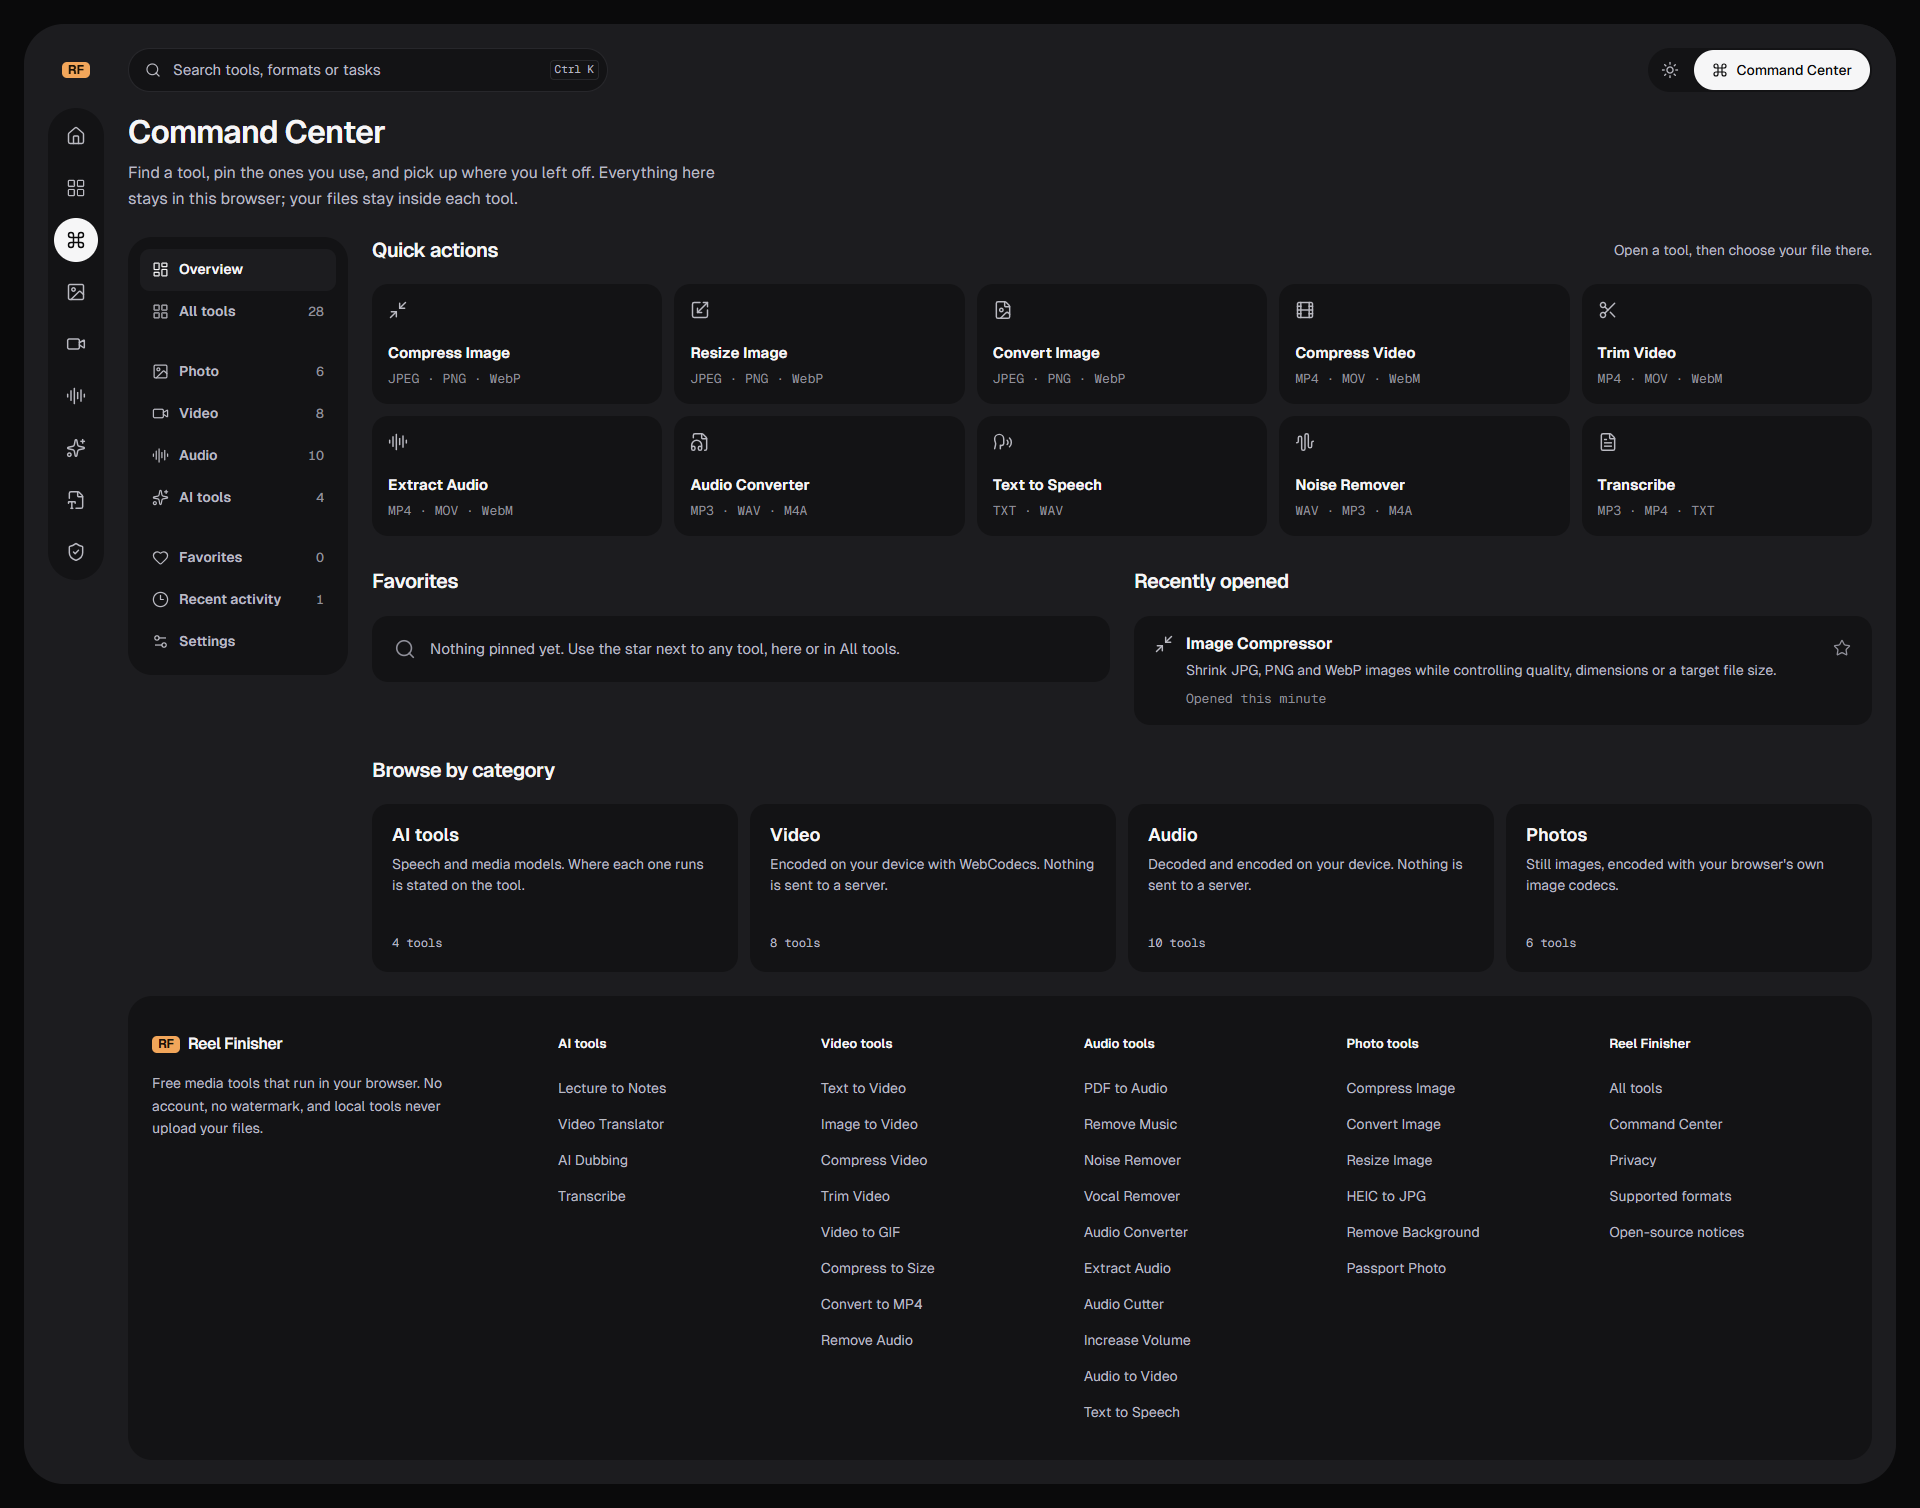 RF
Search tools, formats or tasks
Ctrl K
Command Center
Command Center
Find a tool, pin the ones you use, and pick up where you left off. Everything here
stays in this browser; your files stay inside each tool.
Overview
All tools 28
Photo 6
Video 8
Audio 10
AI tools 4
Favorites 0
Recent activity 1
Settings
Quick actions
Open a tool, then choose your file there.
Compress Image
JPEG · PNG · WebP
Resize Image
JPEG · PNG · WebP
Convert Image
JPEG · PNG · WebP
Compress Video
MP4 · MOV · WebM
Trim Video
MP4 · MOV · WebM
Extract Audio
MP4 · MOV · WebM
Audio Converter
MP3 · WAV · M4A
Text to Speech
TXT · WAV
Noise Remover
WAV · MP3 · M4A
Transcribe
MP3 · MP4 · TXT
Favorites
Nothing pinned yet. Use the star next to any tool, here or in All tools.
Recently opened
Image Compressor
Shrink JPG, PNG and WebP images while controlling quality, dimensions or a target file size.
Opened this minute
Browse by category
AI tools
Speech and media models. Where each one runs
is stated on the tool.
4 tools
Video
Encoded on your device with WebCodecs. Nothing
is sent to a server.
8 tools
Audio
Decoded and encoded on your device. Nothing is
sent to a server.
10 tools
Photos
Still images, encoded with your browser's own
image codecs.
6 tools
RF Reel Finisher
Free media tools that run in your browser. No
account, no watermark, and local tools never
upload your files.
AI tools
Lecture to Notes
Video Translator
AI Dubbing
Transcribe
Video tools
Text to Video
Image to Video
Compress Video
Trim Video
Video to GIF
Compress to Size
Convert to MP4
Remove Audio
Audio tools
PDF to Audio
Remove Music
Noise Remover
Vocal Remover
Audio Converter
Extract Audio
Audio Cutter
Increase Volume
Audio to Video
Text to Speech
Photo tools
Compress Image
Convert Image
Resize Image
HEIC to JPG
Remove Background
Passport Photo
Reel Finisher
All tools
Command Center
Privacy
Supported formats
Open-source notices